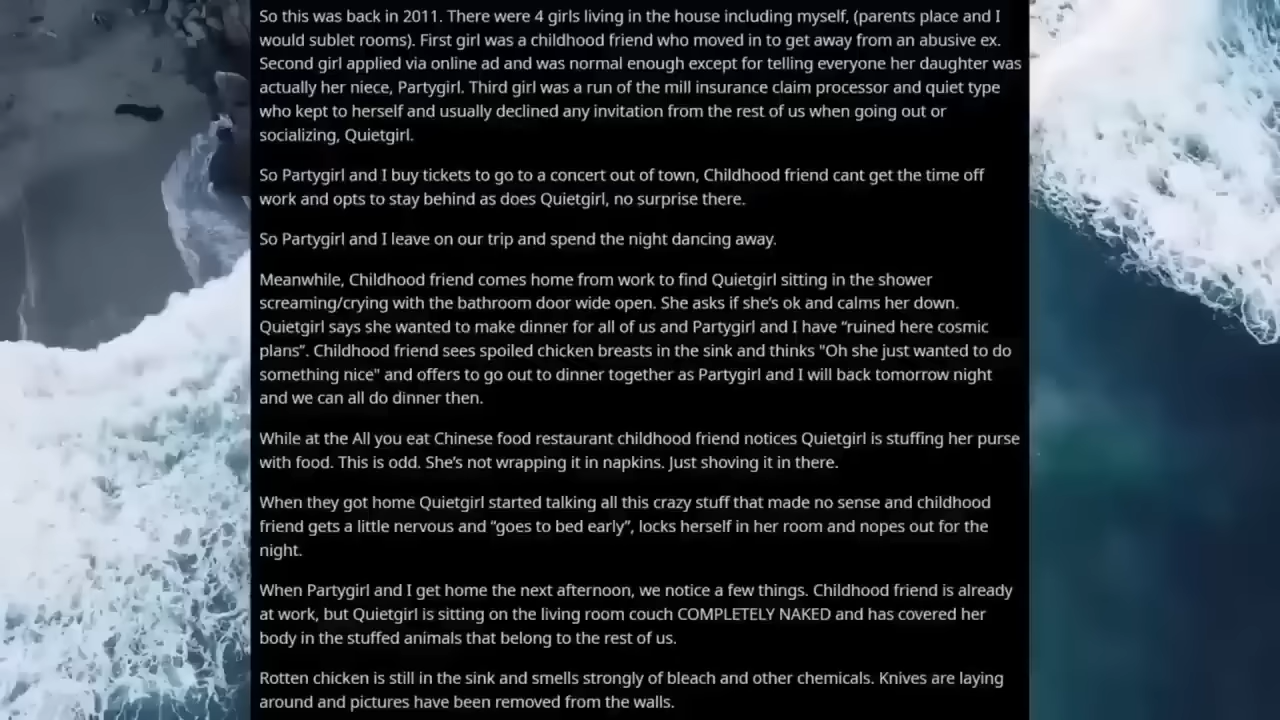 So this was back in 2011. There were 4 girls living in the house including myself, (parents place and I
would sublet rooms). First girl was a childhood friend who moved in to get away from an abusive ex.
Second girl applied via online ad and was normal enough except for telling everyone her daughter was
actually her niece, Partygirl. Third girl was a run of the mill insurance claim processor and quiet type
who kept to herself and usually declined any invitation from the rest of us when going out or
socializing, Quietgirl.
So Partygirl and I buy tickets to go to a concert out of town, Childhood friend cant get the time off
work and opts to stay behind as does Quietgirl, no surprise there.
So Partygirl and I leave on our trip and spend the night dancing away.
Meanwhile, Childhood friend comes home from work to find Quietgirl sitting in the shower
screaming/crying with the bathroom door wide open. She asks if she’s ok and calms her down.
Quietgirl says she wanted to make dinner for all of us and Partygirl and I have “ruined here cosmic
plans”. Childhood friend sees spoiled chicken breasts in the sink and thinks "Oh she just wanted to do
something nice" and offers to go out to dinner together as Partygirl and I will back tomorrow night
and we can all do dinner then.
While at the All you eat Chinese food restaurant childhood friend notices Quietgirl is stuffing her purse
with food. This is odd. She’s not wrapping it in napkins. Just shoving it in there.
When they got home Quietgirl started talking all this crazy stuff that made no sense and childhood
friend gets a little nervous and “goes to bed early”, locks herself in her room and nopes out for the
night.
When Partygirl and I get home the next afternoon, we notice a few things. Childhood friend is already
at work, but Quietgirl is sitting on the living room couch COMPLETELY NAKED and has covered her
body in the stuffed animals that belong to the rest of us.
Rotten chicken is still in the sink and smells strongly of bleach and other chemicals. Knives are laying
around and pictures have been removed from the walls.